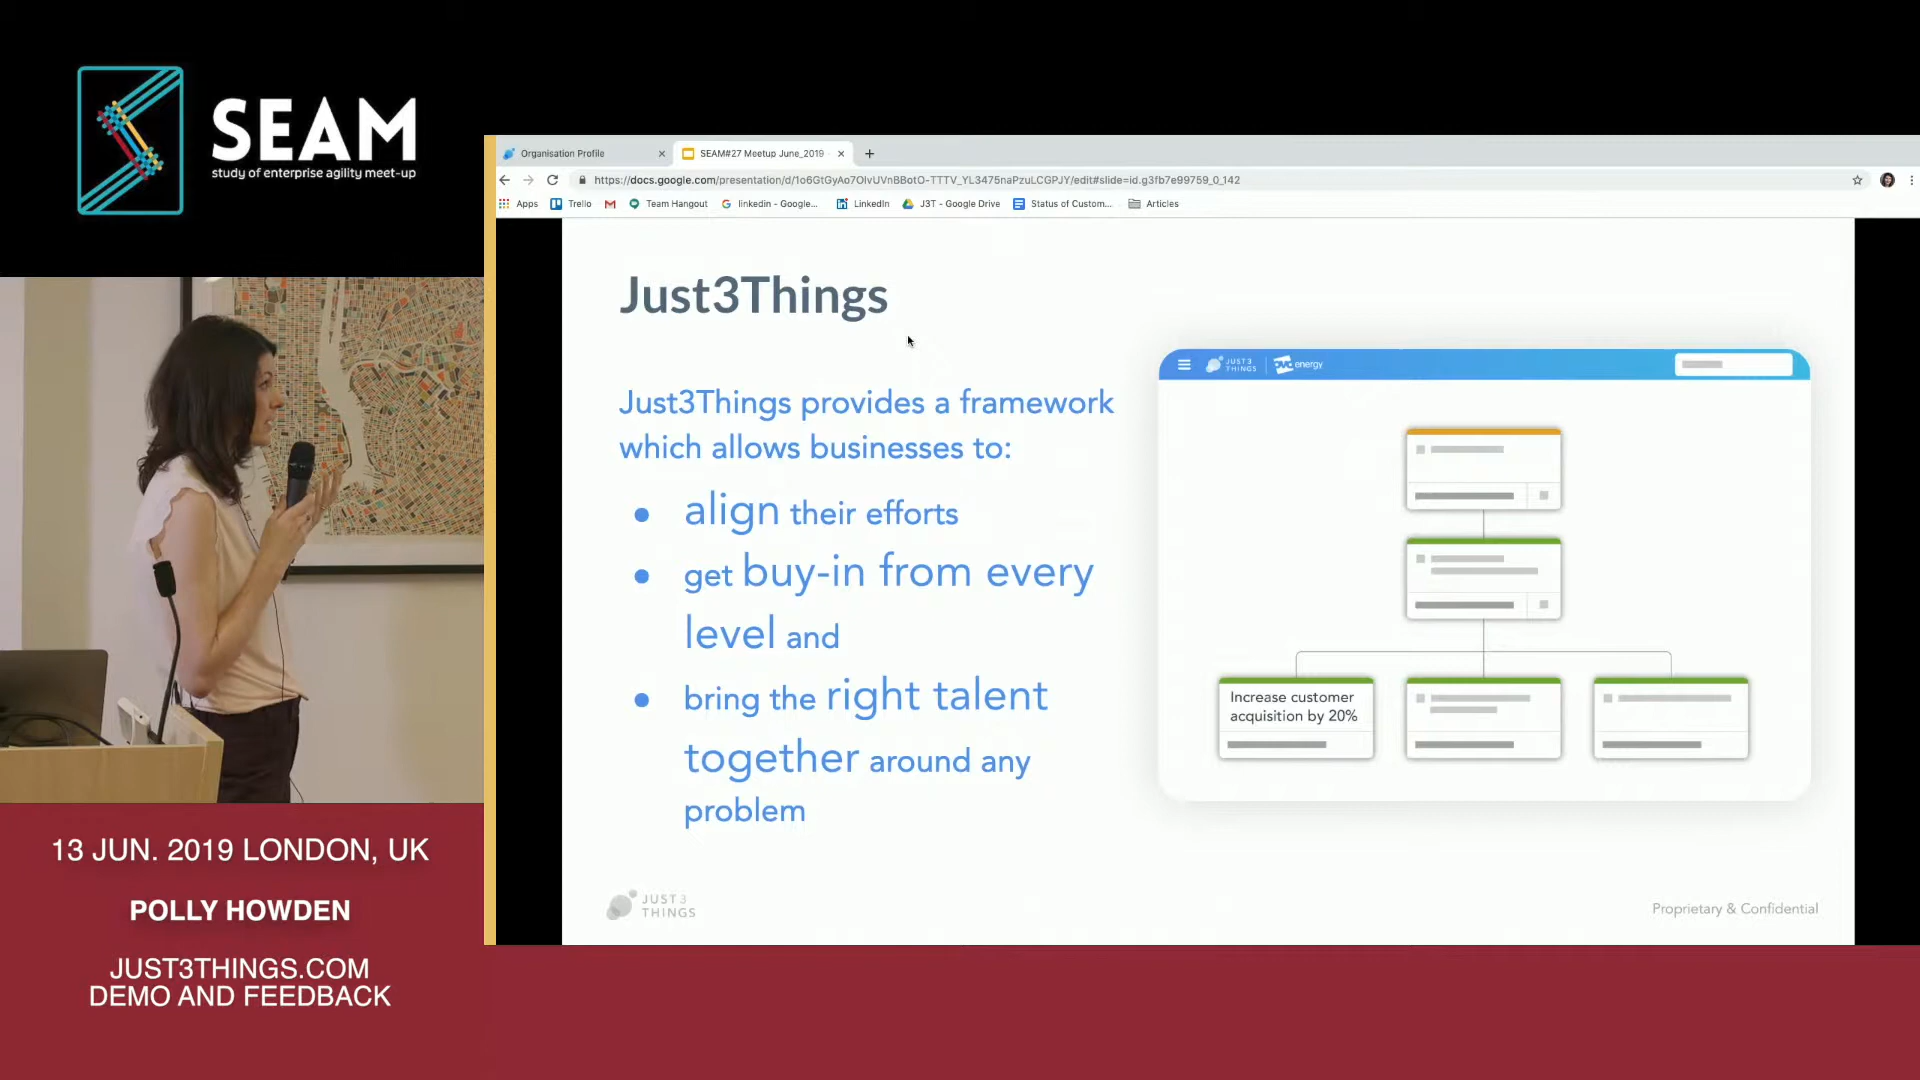 SEAM
study of enterprise agility meet-up
Organisation Profile
SEAM#27 Meetup June_2019
https://docs.google.com/presentation/d/1o6GtGyAo7OlvUVnBBotO-TTTV_YL3475naPzuLCGPJY/edit#slide=id.g3fb7e99759_0_142
Apps Trello Team Hangout linkedin - Google... LinkedIn J3T - Google Drive Status of Custom... Articles
Just3Things
Just3Things provides a framework
which allows businesses to:
● align their efforts
● get buy-in from every
level and
● bring the right talent
together around any
problem
JUST3
THINGS
energy
Increase customer
acquisition by 20%
JUST3
THINGS
Proprietary & Confidential
13 JUN. 2019 LONDON, UK
POLLY HOWDEN
JUST3THINGS.COM
DEMO AND FEEDBACK